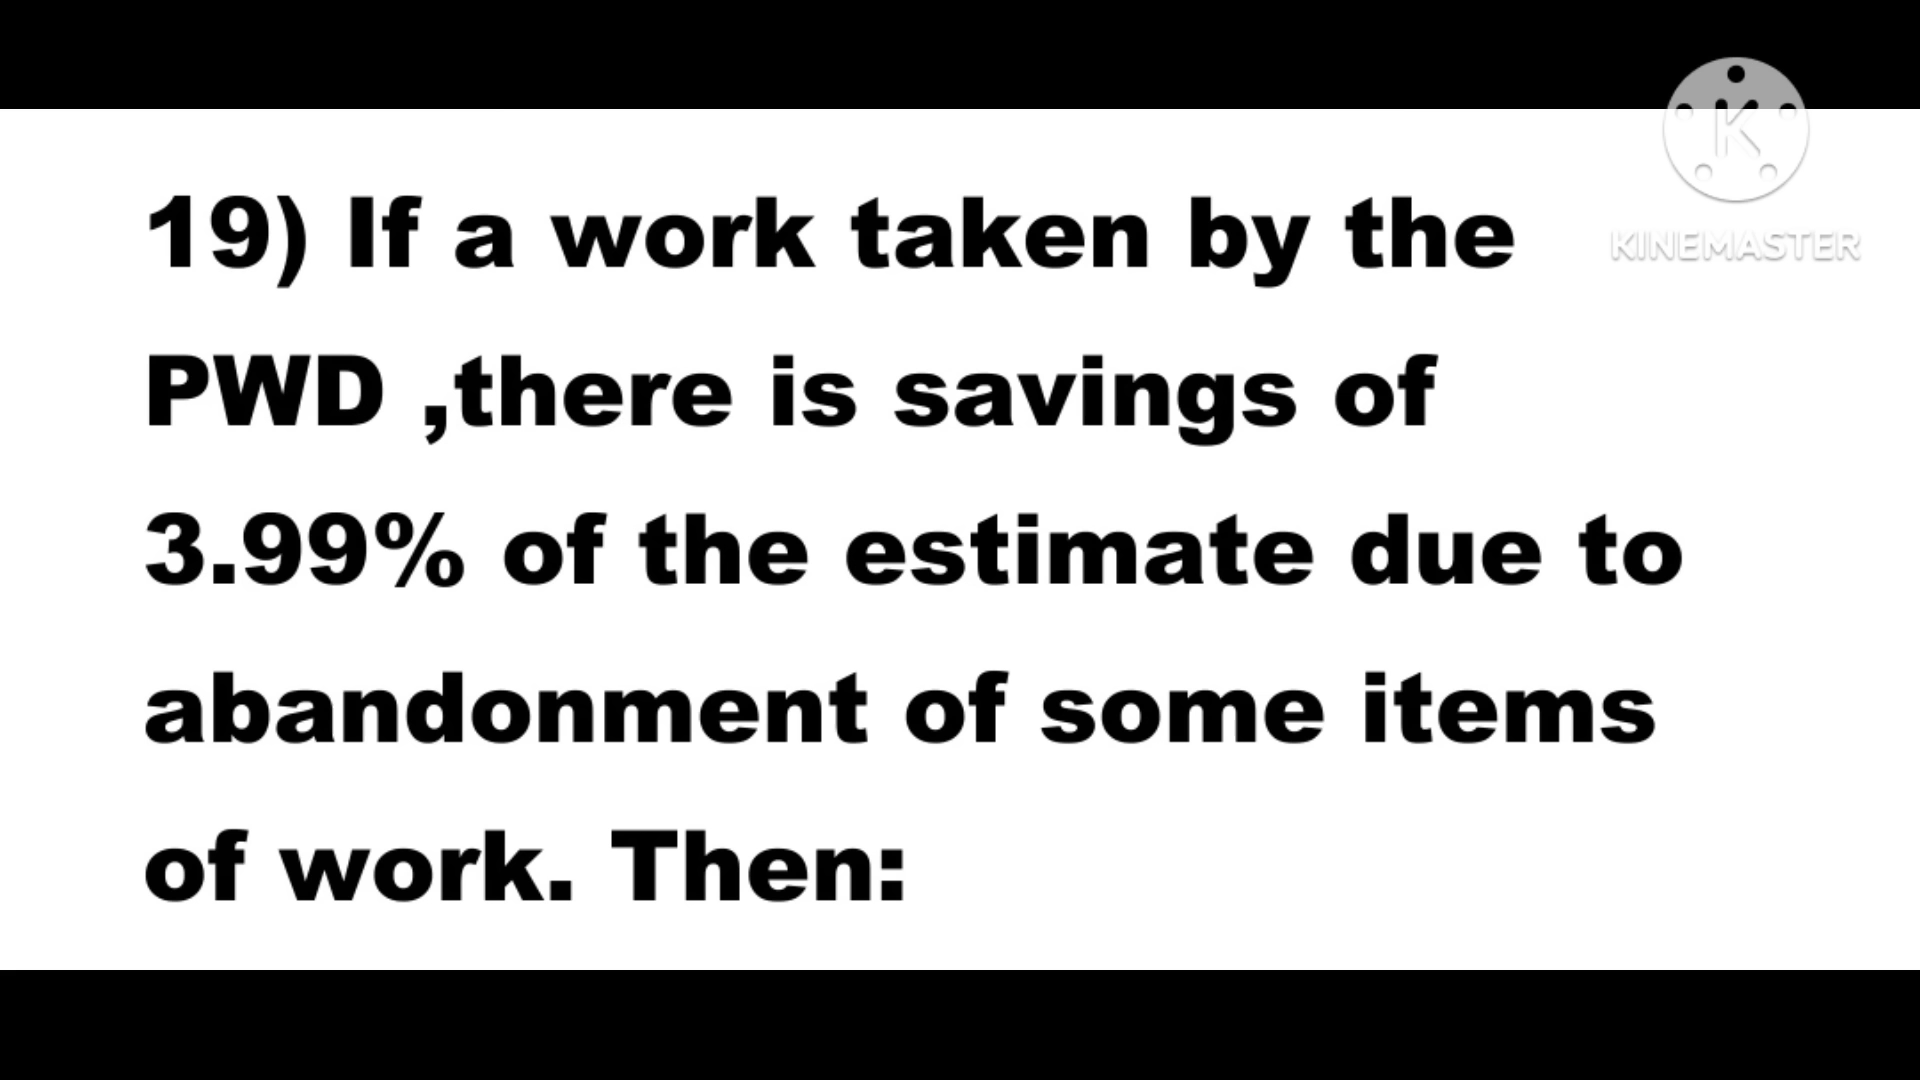 KINEMASTER
19) If a work taken by the
PWD ,there is savings of
3.99% of the estimate due to
abandonment of some items
of work. Then: